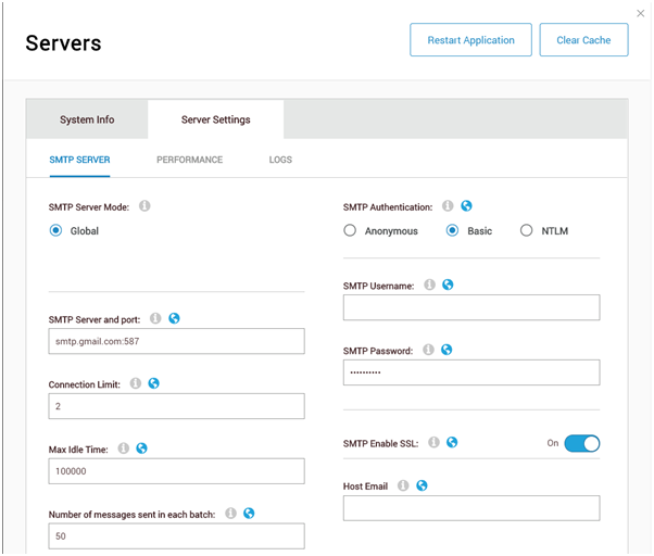 Servers
Restart Application
Clear Cache
System Info
Server Settings
SMTP SERVER
PERFORMANCE
LOGS
SMTP Server Mode:
Global
SMTP Authentication:
Anonymous
Basic
NTLM
SMTP Username:
SMTP Server and port:
smtp.gmail.com:587
SMTP Password:
••••••••••
Connection Limit:
2
Max Idle Time:
100000
SMTP Enable SSL:
On
Host Email
Number of messages sent in each batch:
50